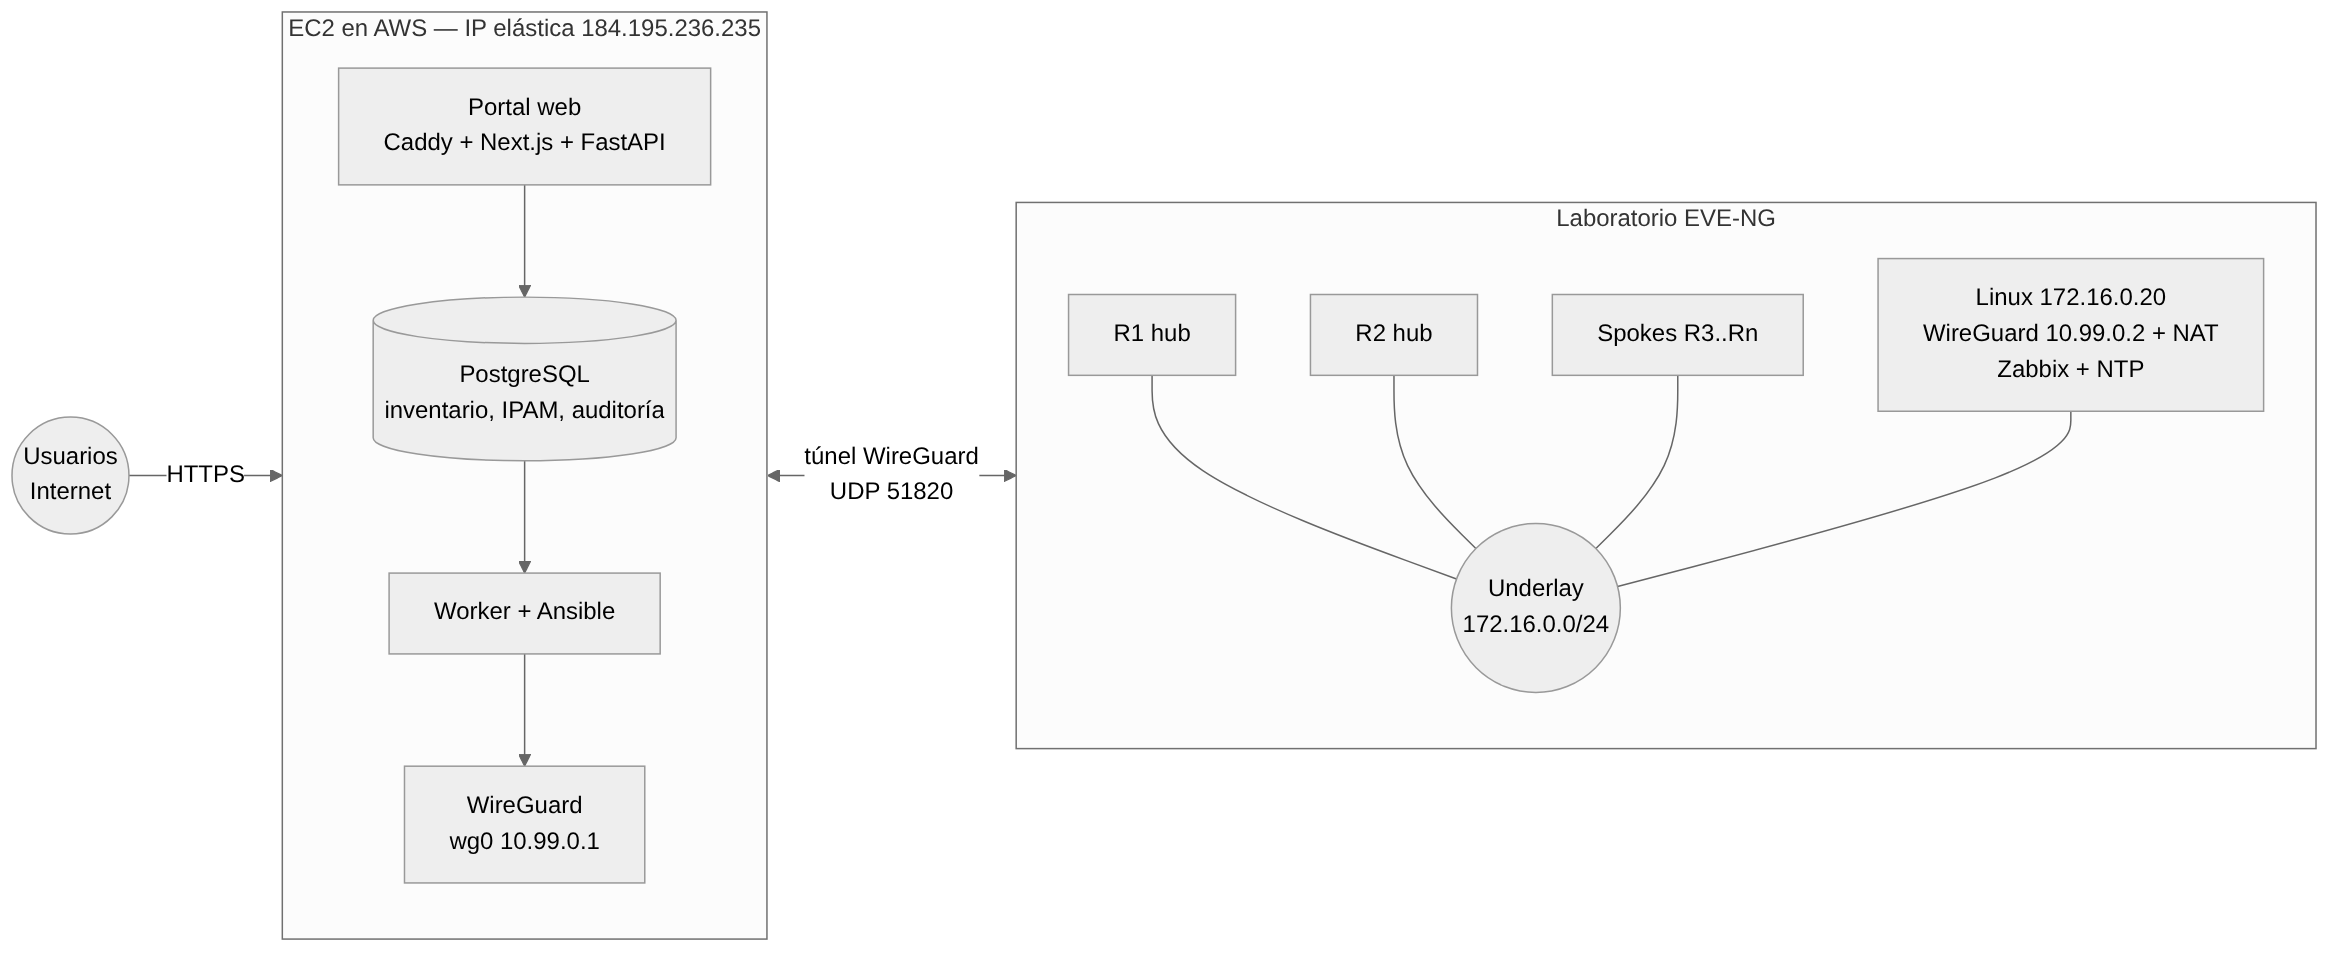 EC2 en AWS — IP elástica 184.195.236.235
Portal web
Caddy + Next.js + FastAPI
PostgreSQL
inventario, IPAM, auditoría
Worker + Ansible
WireGuard
wg0 10.99.0.1
Usuarios
Internet
HTTPS
túnel WireGuard
UDP 51820
Laboratorio EVE-NG
R1 hub
R2 hub
Spokes R3..Rn
Linux 172.16.0.20
WireGuard 10.99.0.2 + NAT
Zabbix + NTP
Underlay
172.16.0.0/24